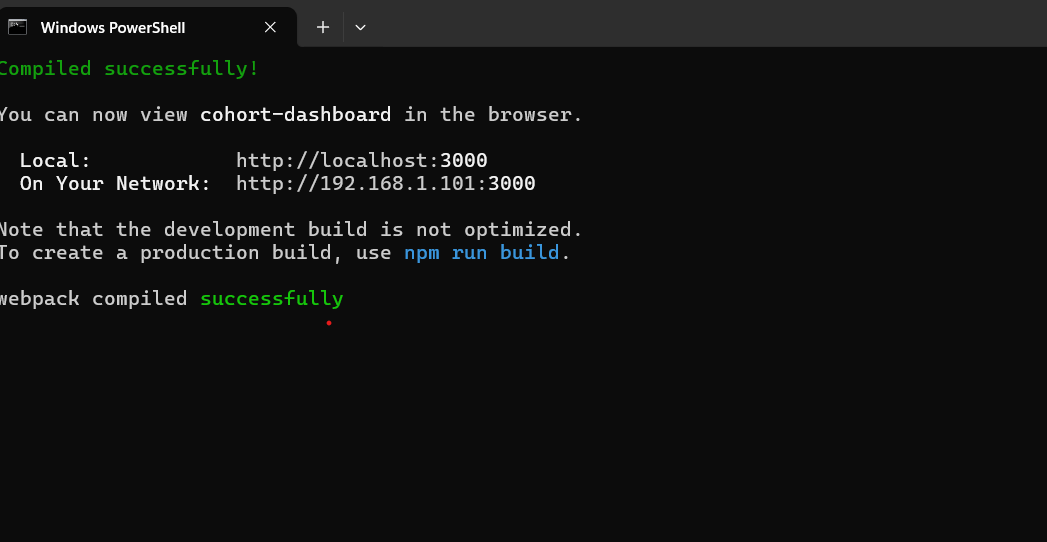 Windows PowerShell
Compiled successfully!
You can now view cohort-dashboard in the browser.
Local: http://localhost:3000
On Your Network: http://192.168.1.101:3000
Note that the development build is not optimized.
To create a production build, use npm run build.
webpack compiled successfully